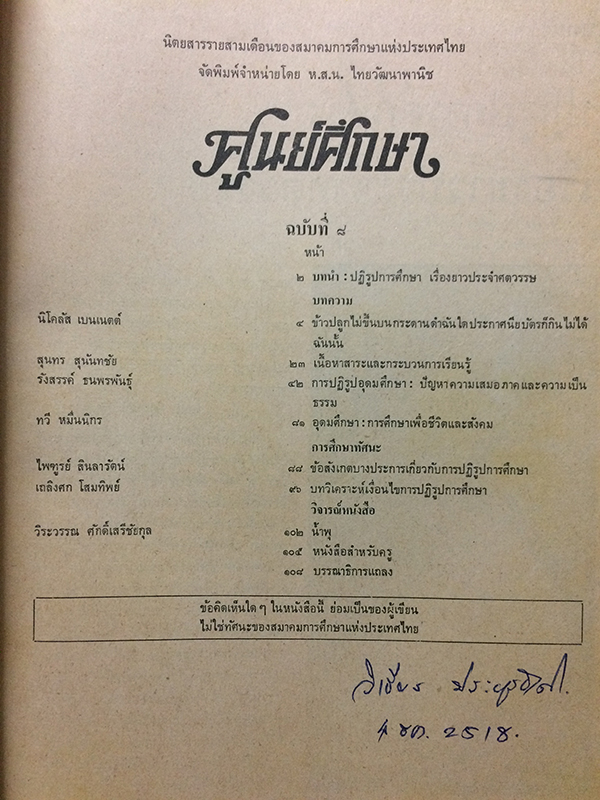 นิตยสารรายสามเดือนของสมาคมการศึกษาแห่งประเทศไทย
จัดพิมพ์จำหน่ายโดย ห.ส.น. ไทยวัฒนาพานิช
ศูนย์ศึกษา
ฉบับที่ ๘
หน้า
๒ บทนำ : ปฏิรูปการศึกษา เรื่องยาวประจำศตวรรษ
บทความ
นิโคลัส เบนเนตต์ ๔ ข้าวปลูกไม่ขึ้นบนกระดานดำฉันใดประกาศนียบัตรก็กินไม่ได้
ฉันนั้น
สุนทร สุนันทชัย ๒๓ เนื้อหาสาระและกระบวนการเรียนรู้
รังสรรค์ ธนพรพันธุ์ ๔๒ การปฏิรูปอุดมศึกษา : ปัญหาความเสมอภาคและความเป็น
ธรรม
ทวี หมื่นนิกร ๘๑ อุดมศึกษา : การศึกษาเพื่อชีวิตและสังคม
การศึกษาทัศนะ
ไพฑูรย์ สินลารัตน์ ๘๘ ข้อสังเกตบางประการเกี่ยวกับการปฏิรูปการศึกษา
เถลิงศก โสมทิพย์ ๙๖ บทวิเคราะห์เงื่อนไขการปฏิรูปการศึกษา
วิจารณ์หนังสือ
วิระวรรณ ศักดิ์เสรีชัยกุล ๑๐๒ น้ำพุ
๑๐๕ หนังสือสำหรับครู
๑๐๘ บรรณาธิการแถลง
ข้อคิดเห็นใด ๆ ในหนังสือนี้ ย่อมเป็นของผู้เขียน
ไม่ใช่ทัศนะของสมาคมการศึกษาแห่งประเทศไทย
วิเชียร
2518.